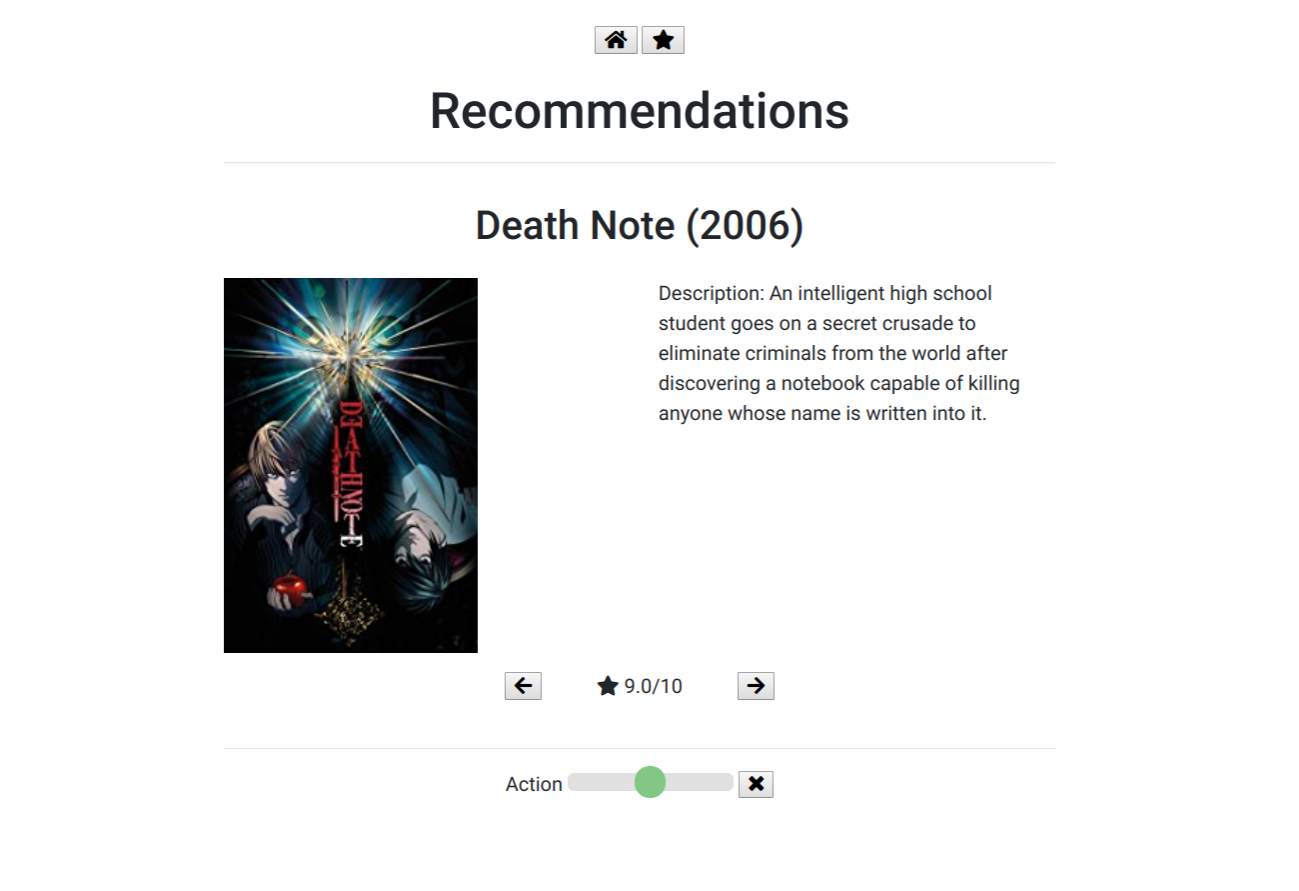 Recommendations
Death Note (2006)
DEATH NOTE
Description: An intelligent high school
student goes on a secret crusade to
eliminate criminals from the world after
discovering a notebook capable of killing
anyone whose name is written into it.
9.0/10
Action